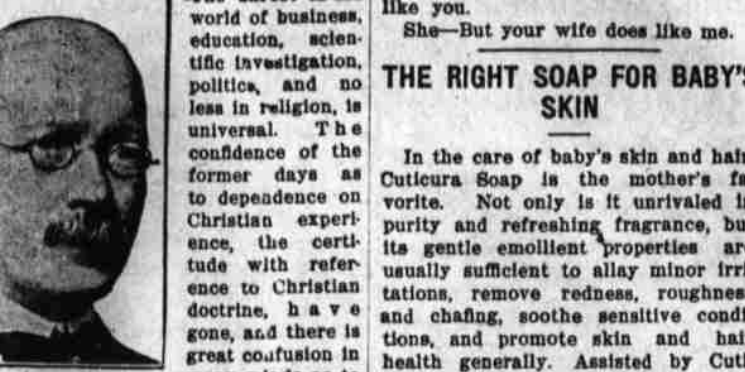 world of business,
education, scien-
tific investigation,
politics, and no
less in religion, is
universal. The
confidence of the
former days as
to dependence on
Christian experi-
ence, the certi-
tude with refer-
ence to Christian
doctrine, have
gone, and there is
great confusion in
like you.
She—But your wife does like me.
THE RIGHT SOAP FOR BABY'S
SKIN
In the care of baby's skin and hair
Cuticura Soap is the mother's fa
vorite. Not only is it unrivaled in
purity and refreshing fragrance, bu
its gentle emollient properties ar
usually sufficient to allay minor irri
tations, remove redness, roughnes
and chafing, soothe sensitive condi
tions, and promote skin and hai
health generally. Assisted by Cuti